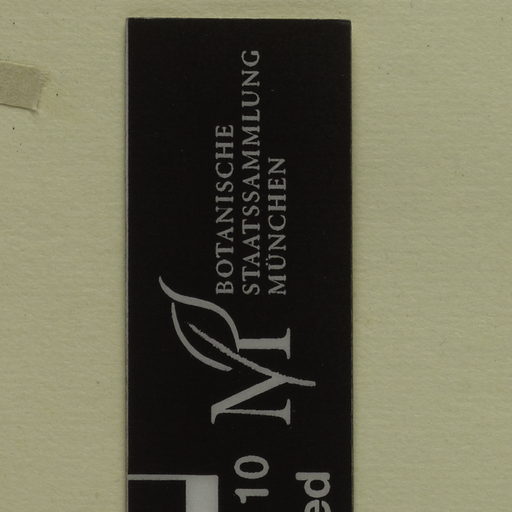 BOTANISCHE
STAATSSAMMLUNG
MÜNCHEN
M
10
ed